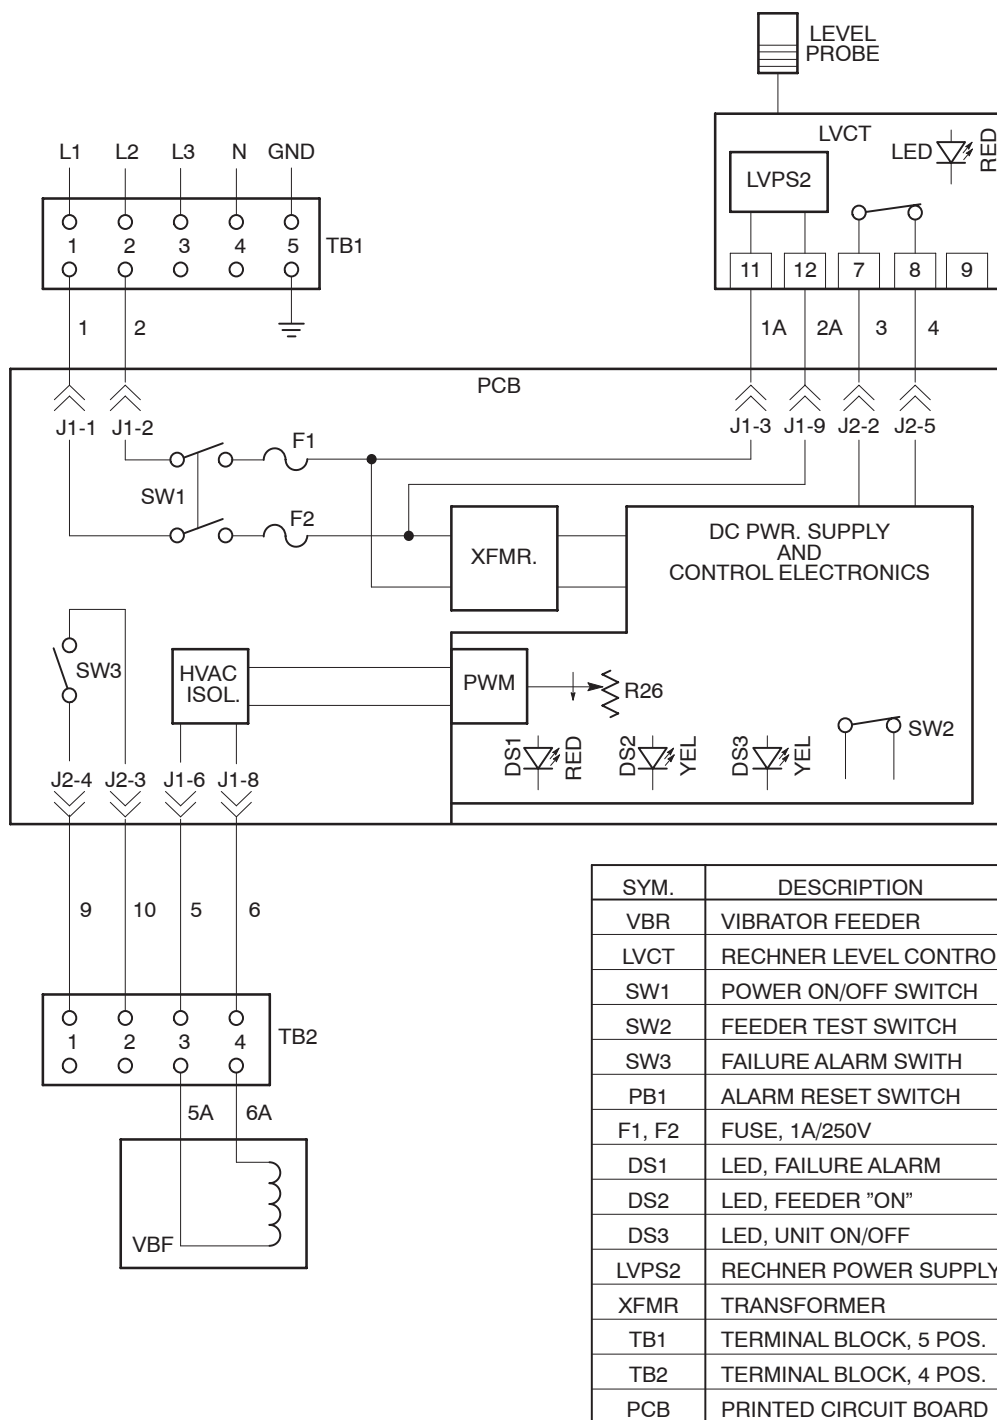 LEVEL
PROBE
LVCT
LED
RED
LVPS2
11 12 7 8 9
1A 2A 3 4
L1 L2 L3 N GND
1 2 3 4 5
TB1
1 2
PCB
J1-1 J1-2
J1-3 J1-9 J2-2 J2-5
F1
SW1
F2
XFMR.
DC PWR. SUPPLY
AND
CONTROL ELECTRONICS
SW3
HVAC
ISOL.
PWM
R26
DS1
RED
DS2
YEL
DS3
YEL
SW2
J2-4 J2-3 J1-6 J1-8
9 10 5 6
1 2 3 4
TB2
5A 6A
VBF
SYM. DESCRIPTION
VBR VIBRATOR FEEDER
LVCT RECHNER LEVEL CONTRO
SW1 POWER ON/OFF SWITCH
SW2 FEEDER TEST SWITCH
SW3 FAILURE ALARM SWITH
PB1 ALARM RESET SWITCH
F1, F2 FUSE, 1A/250V
DS1 LED, FAILURE ALARM
DS2 LED, FEEDER ”ON”
DS3 LED, UNIT ON/OFF
LVPS2 RECHNER POWER SUPPLY
XFMR TRANSFORMER
TB1 TERMINAL BLOCK, 5 POS.
TB2 TERMINAL BLOCK, 4 POS.
PCB PRINTED CIRCUIT BOARD